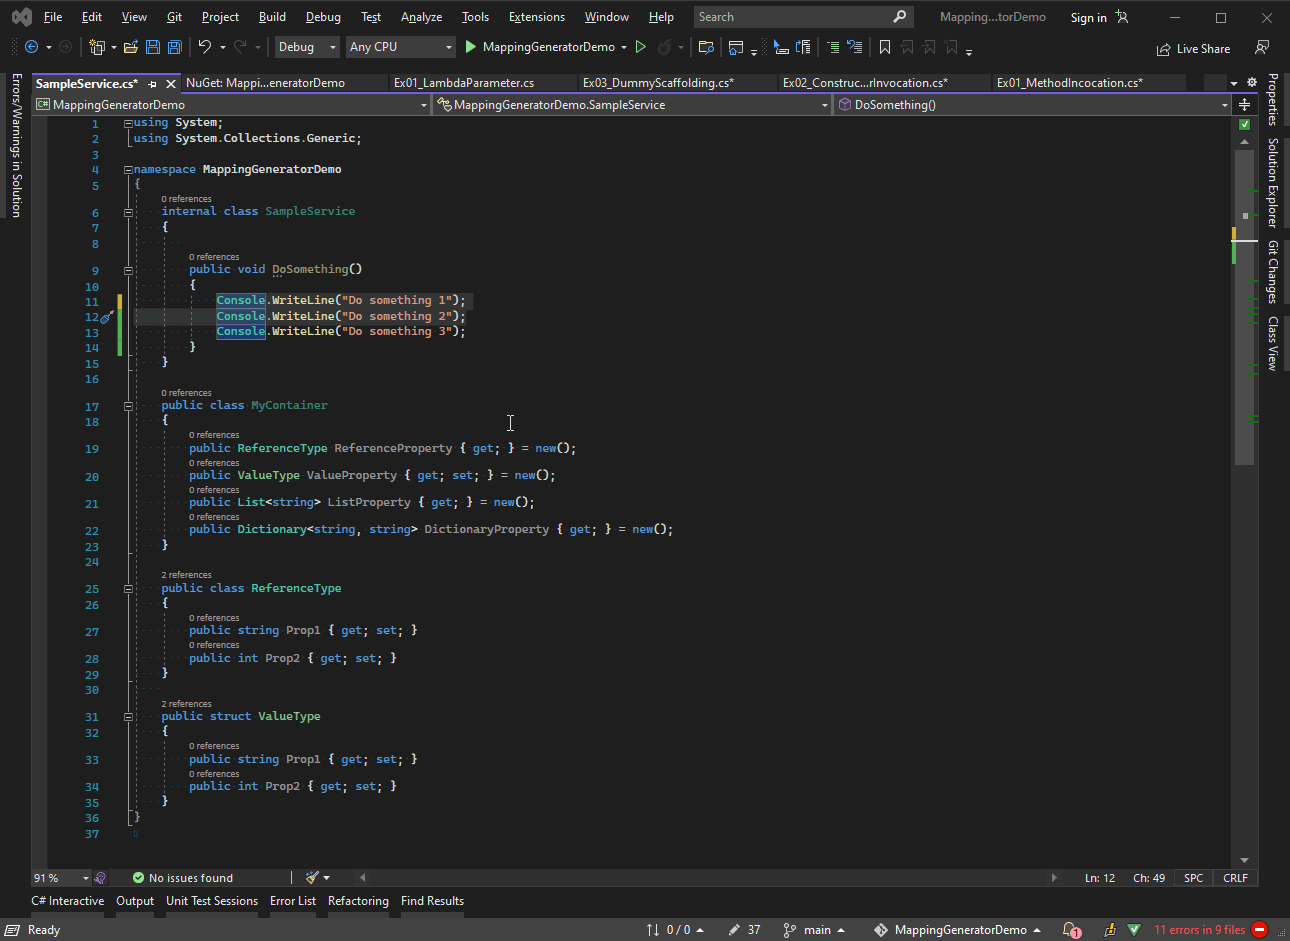 File Edit View Git Project Build Debug Test Analyze Tools Extensions Window Help Search Mapping...torDemo Sign in
Debug Any CPU MappingGeneratorDemo Live Share
SampleService.cs* NuGet: Mappi...eneratorDemo Ex01_LambdaParameter.cs Ex03_DummyScaffolding.cs* Ex02_Construc...rInvocation.cs* Ex01_MethodIncocation.cs*
C# MappingGeneratorDemo MappingGeneratorDemo.SampleService DoSomething()
Errors/Warnings in Solution
Properties
Solution Explorer
Git Changes
Class View
1 using System;
2 using System.Collections.Generic;
3
4 namespace MappingGeneratorDemo
5 {
0 references
6 internal class SampleService
7 {
8
0 references
9 public void DoSomething()
10 {
11 Console.WriteLine("Do something 1");
12 Console.WriteLine("Do something 2");
13 Console.WriteLine("Do something 3");
14 }
15 }
16
0 references
17 public class MyContainer
18 {
0 references
19 public ReferenceType ReferenceProperty { get; } = new();
0 references
20 public ValueType ValueProperty { get; set; } = new();
0 references
21 public List<string> ListProperty { get; } = new();
0 references
22 public Dictionary<string, string> DictionaryProperty { get; } = new();
23 }
24
2 references
25 public class ReferenceType
26 {
0 references
27 public string Prop1 { get; set; }
0 references
28 public int Prop2 { get; set; }
29 }
30
2 references
31 public struct ValueType
32 {
0 references
33 public string Prop1 { get; set; }
0 references
34 public int Prop2 { get; set; }
35 }
36 }
37
91 % No issues found Ln: 12 Ch: 49 SPC CRLF
C# Interactive Output Unit Test Sessions Error List Refactoring Find Results
Ready 0 / 0 37 main MappingGeneratorDemo 1 11 errors in 9 files